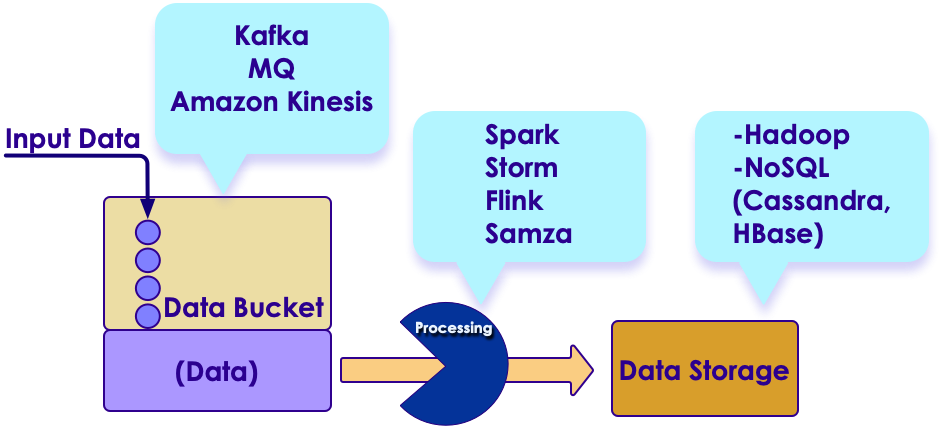 Kafka
MQ
Amazon Kinesis
Input Data
Data Bucket
(Data)
Spark
Storm
Flink
Samza
Processing
-Hadoop
-NoSQL
(Cassandra,
HBase)
Data Storage